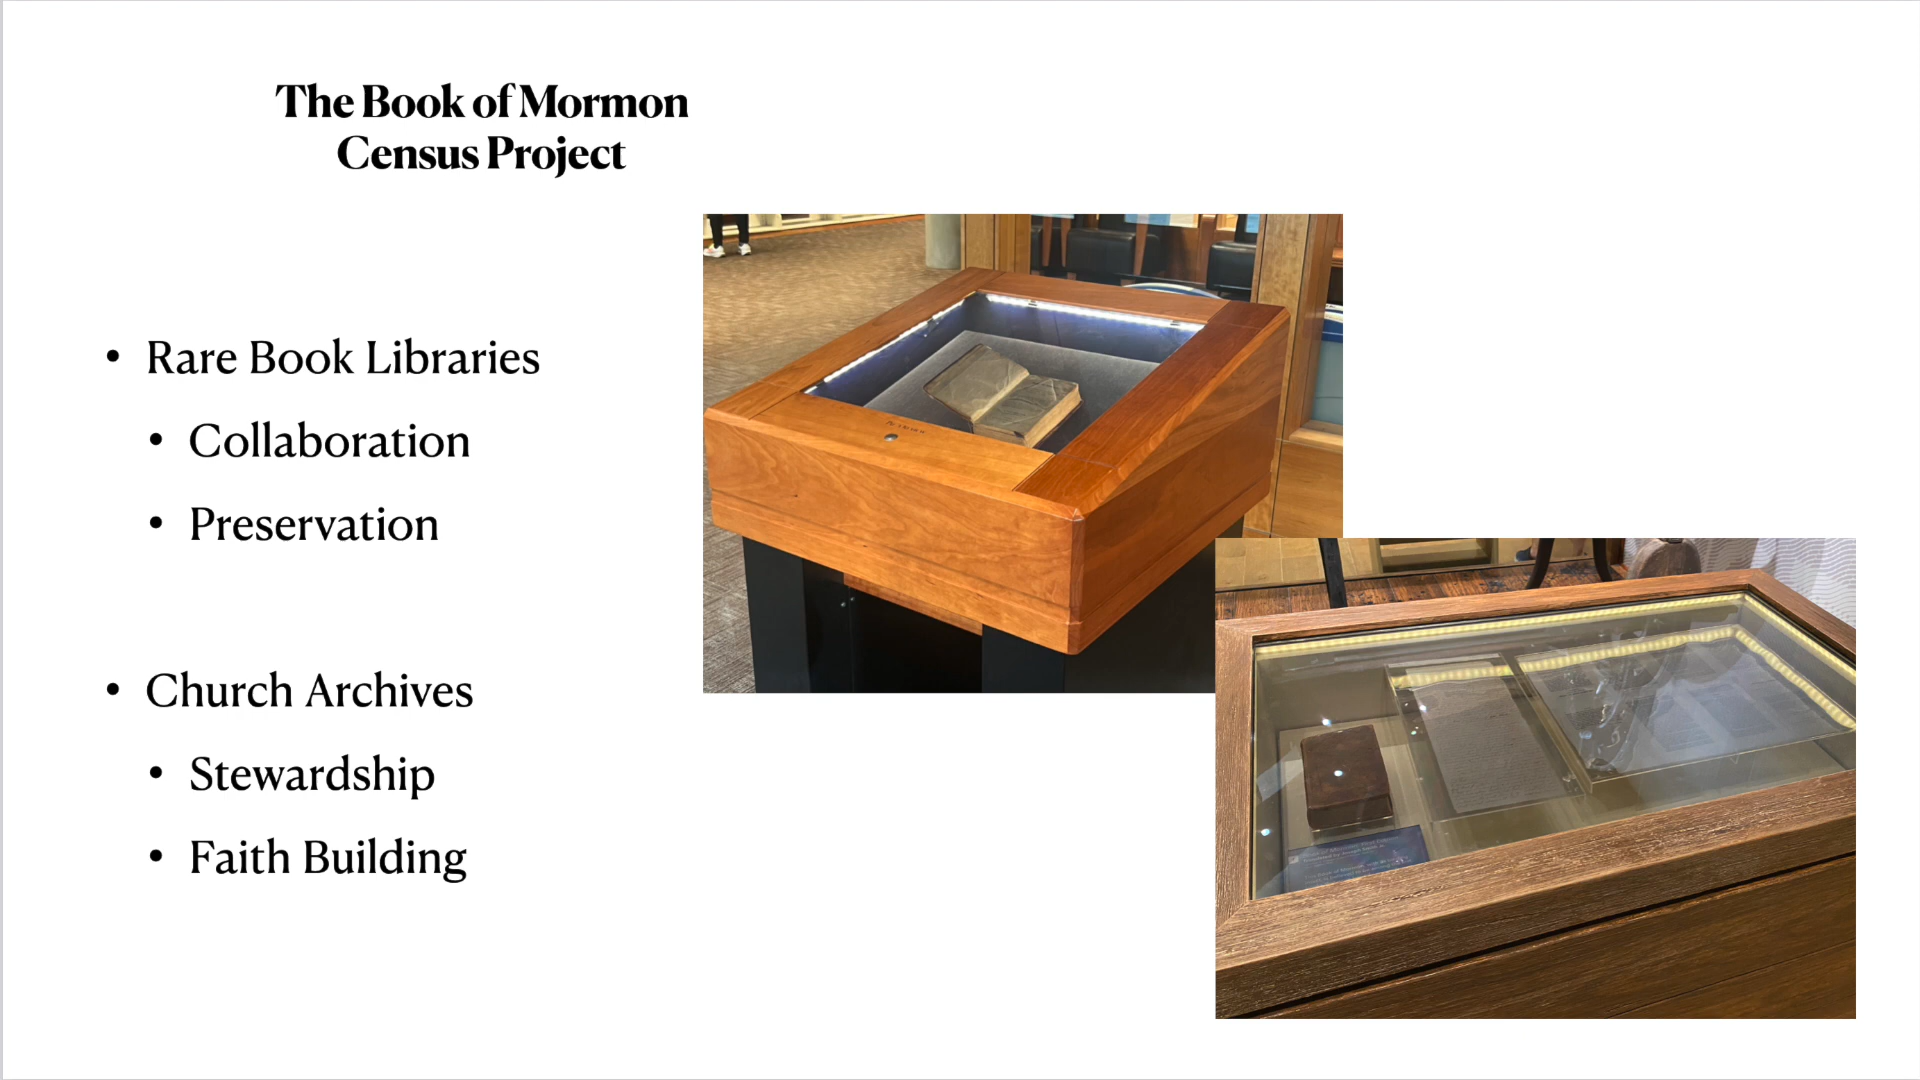 The Book of Mormon
Census Project
• Rare Book Libraries
• Collaboration
• Preservation
• Church Archives
• Stewardship
• Faith Building